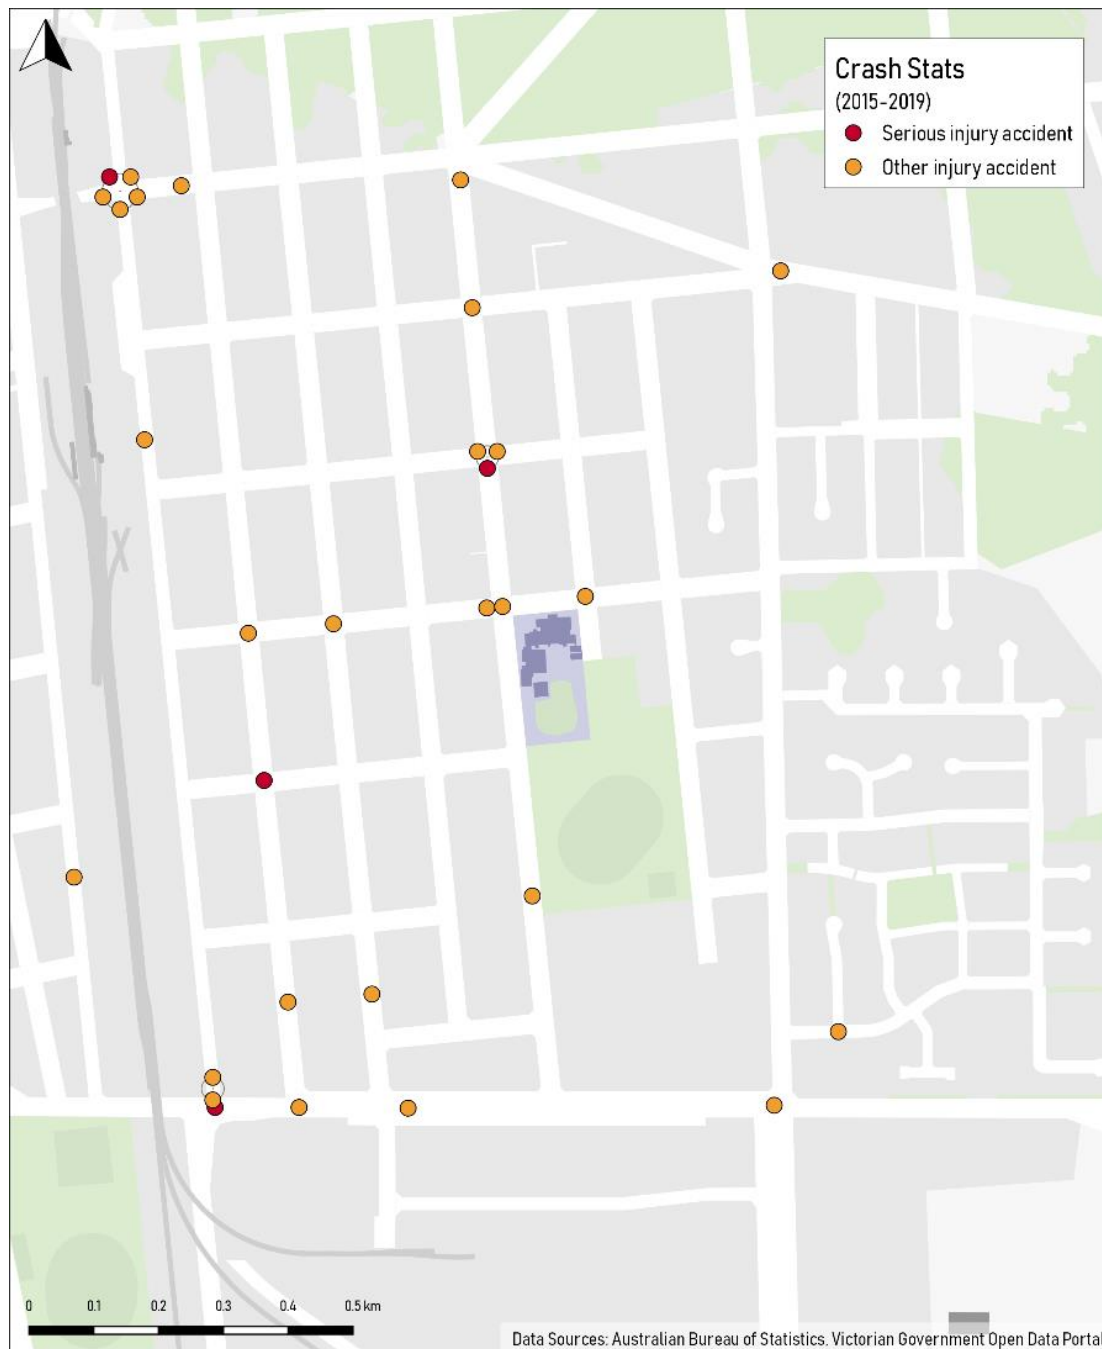 Crash Stats
(2015-2019)
Serious injury accident
Other injury accident
0 0.1 0.2 0.3 0.4 0.5 km
Data Sources: Australian Bureau of Statistics. Victorian Government Open Data Portal